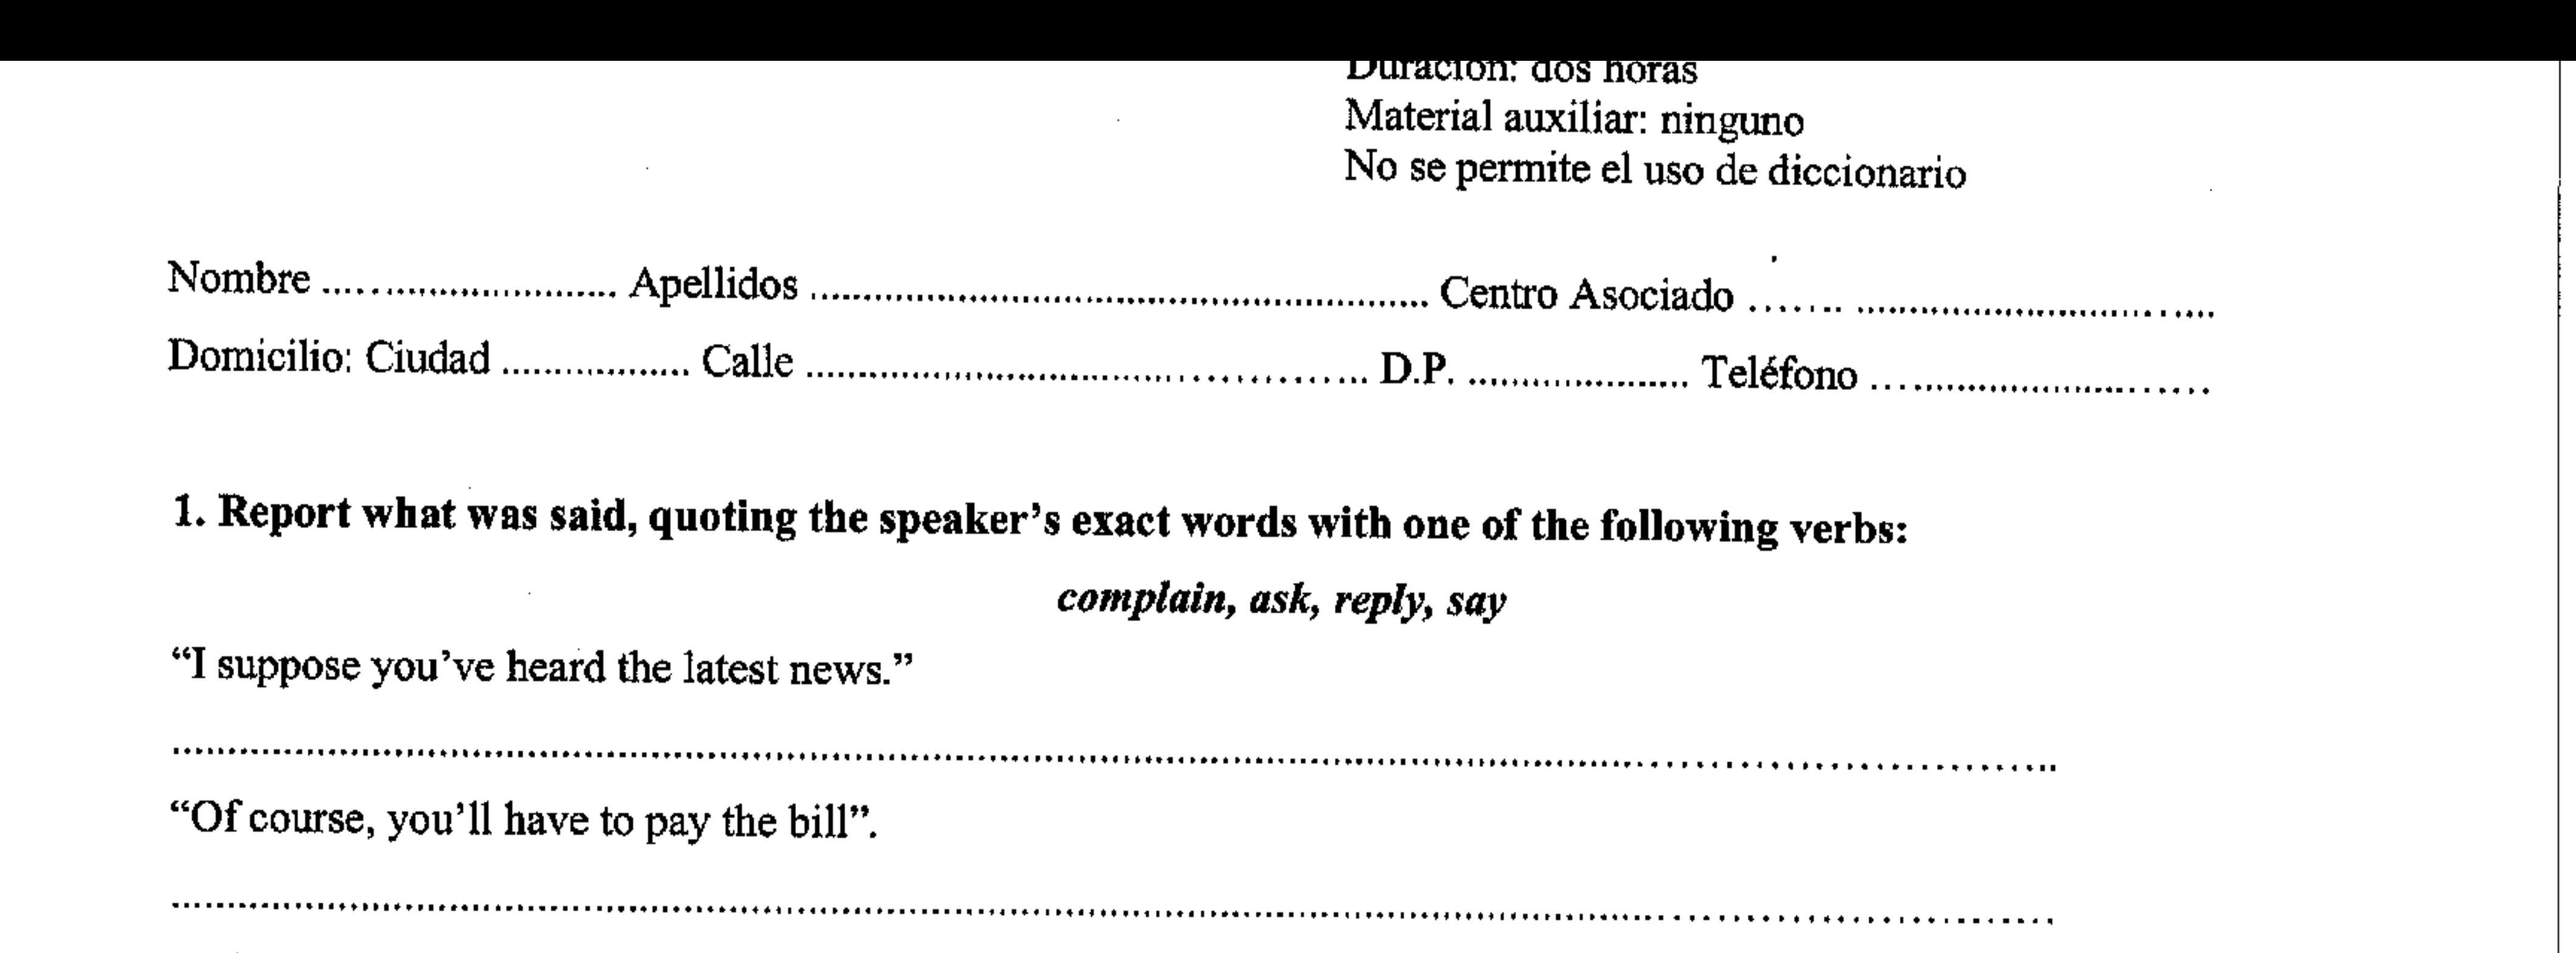 Duración: dos horas
Material auxiliar: ninguno
No se permite el uso de diccionario
Nombre ............................ Apellidos ............................................................ Centro Asociado ....... ...................................
Domicilio: Ciudad .................. Calle ...................................................... D.P. ..................... Teléfono .................................
1. Report what was said, quoting the speaker's exact words with one of the following verbs:
complain, ask, reply, say
“I suppose you've heard the latest news.”
....................................................................................................................................................................................
“Of course, you'll have to pay the bill”.
....................................................................................................................................................................................